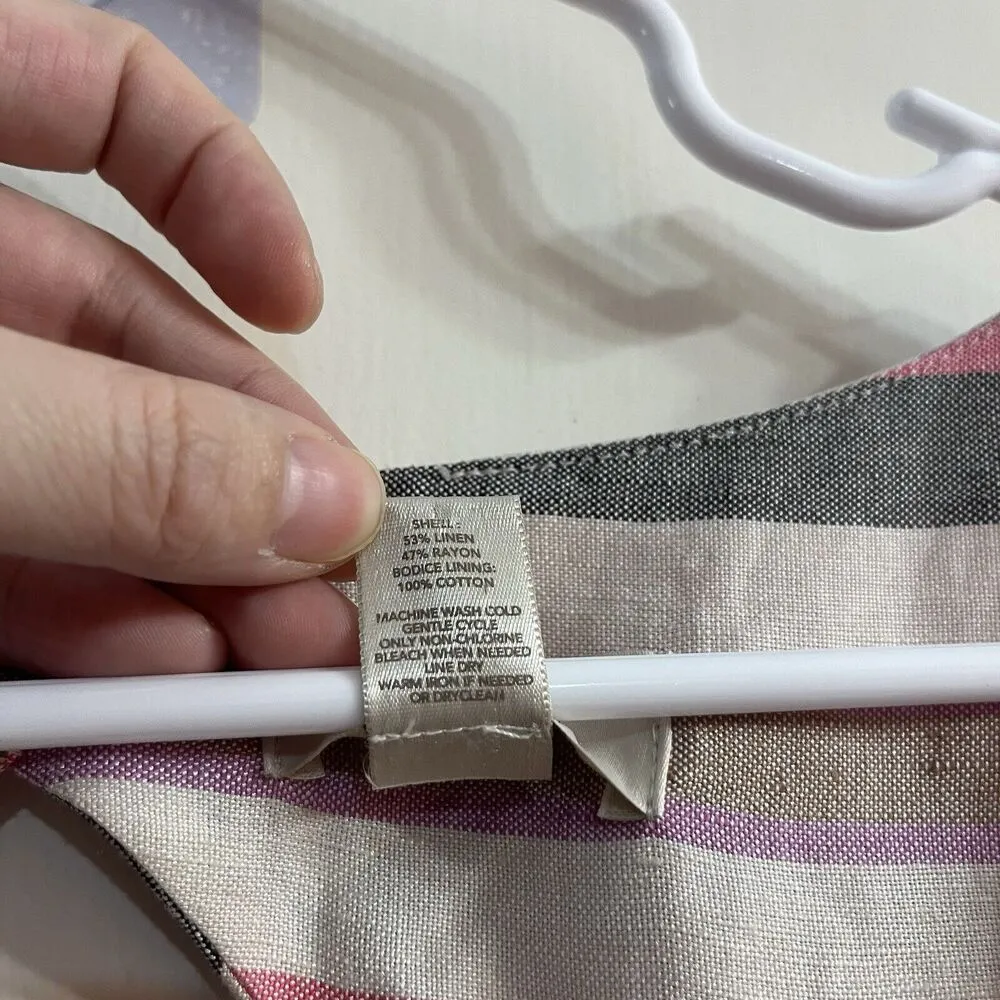 SHELL:
53% LINEN
47% RAYON
BODICE LINING:
100% COTTON
MACHINE WASH COLD
GENTLE CYCLE
ONLY NON-CHLORINE
BLEACH WHEN NEEDED
LINE DRY
WARM IRON IF NEEDED
OR DRYCLEAN